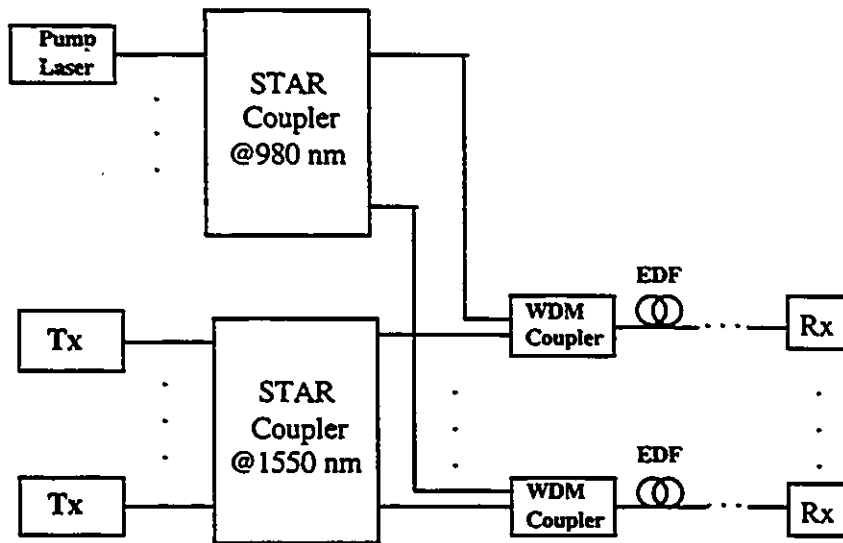 Pump
Laser
STAR
Coupler
@980 nm
EDF
WDM
Coupler
Rx
Tx
STAR
Coupler
@1550 nm
EDF
Tx
WDM
Coupler
Rx